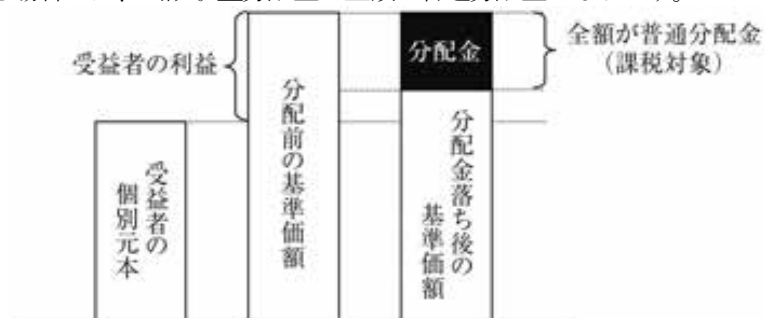 受益者の利益
分配金
全額が普通分配金
（課税対象）
受益者の
個別元本
分配前の基準価額
分配金落ち後の
基準価額